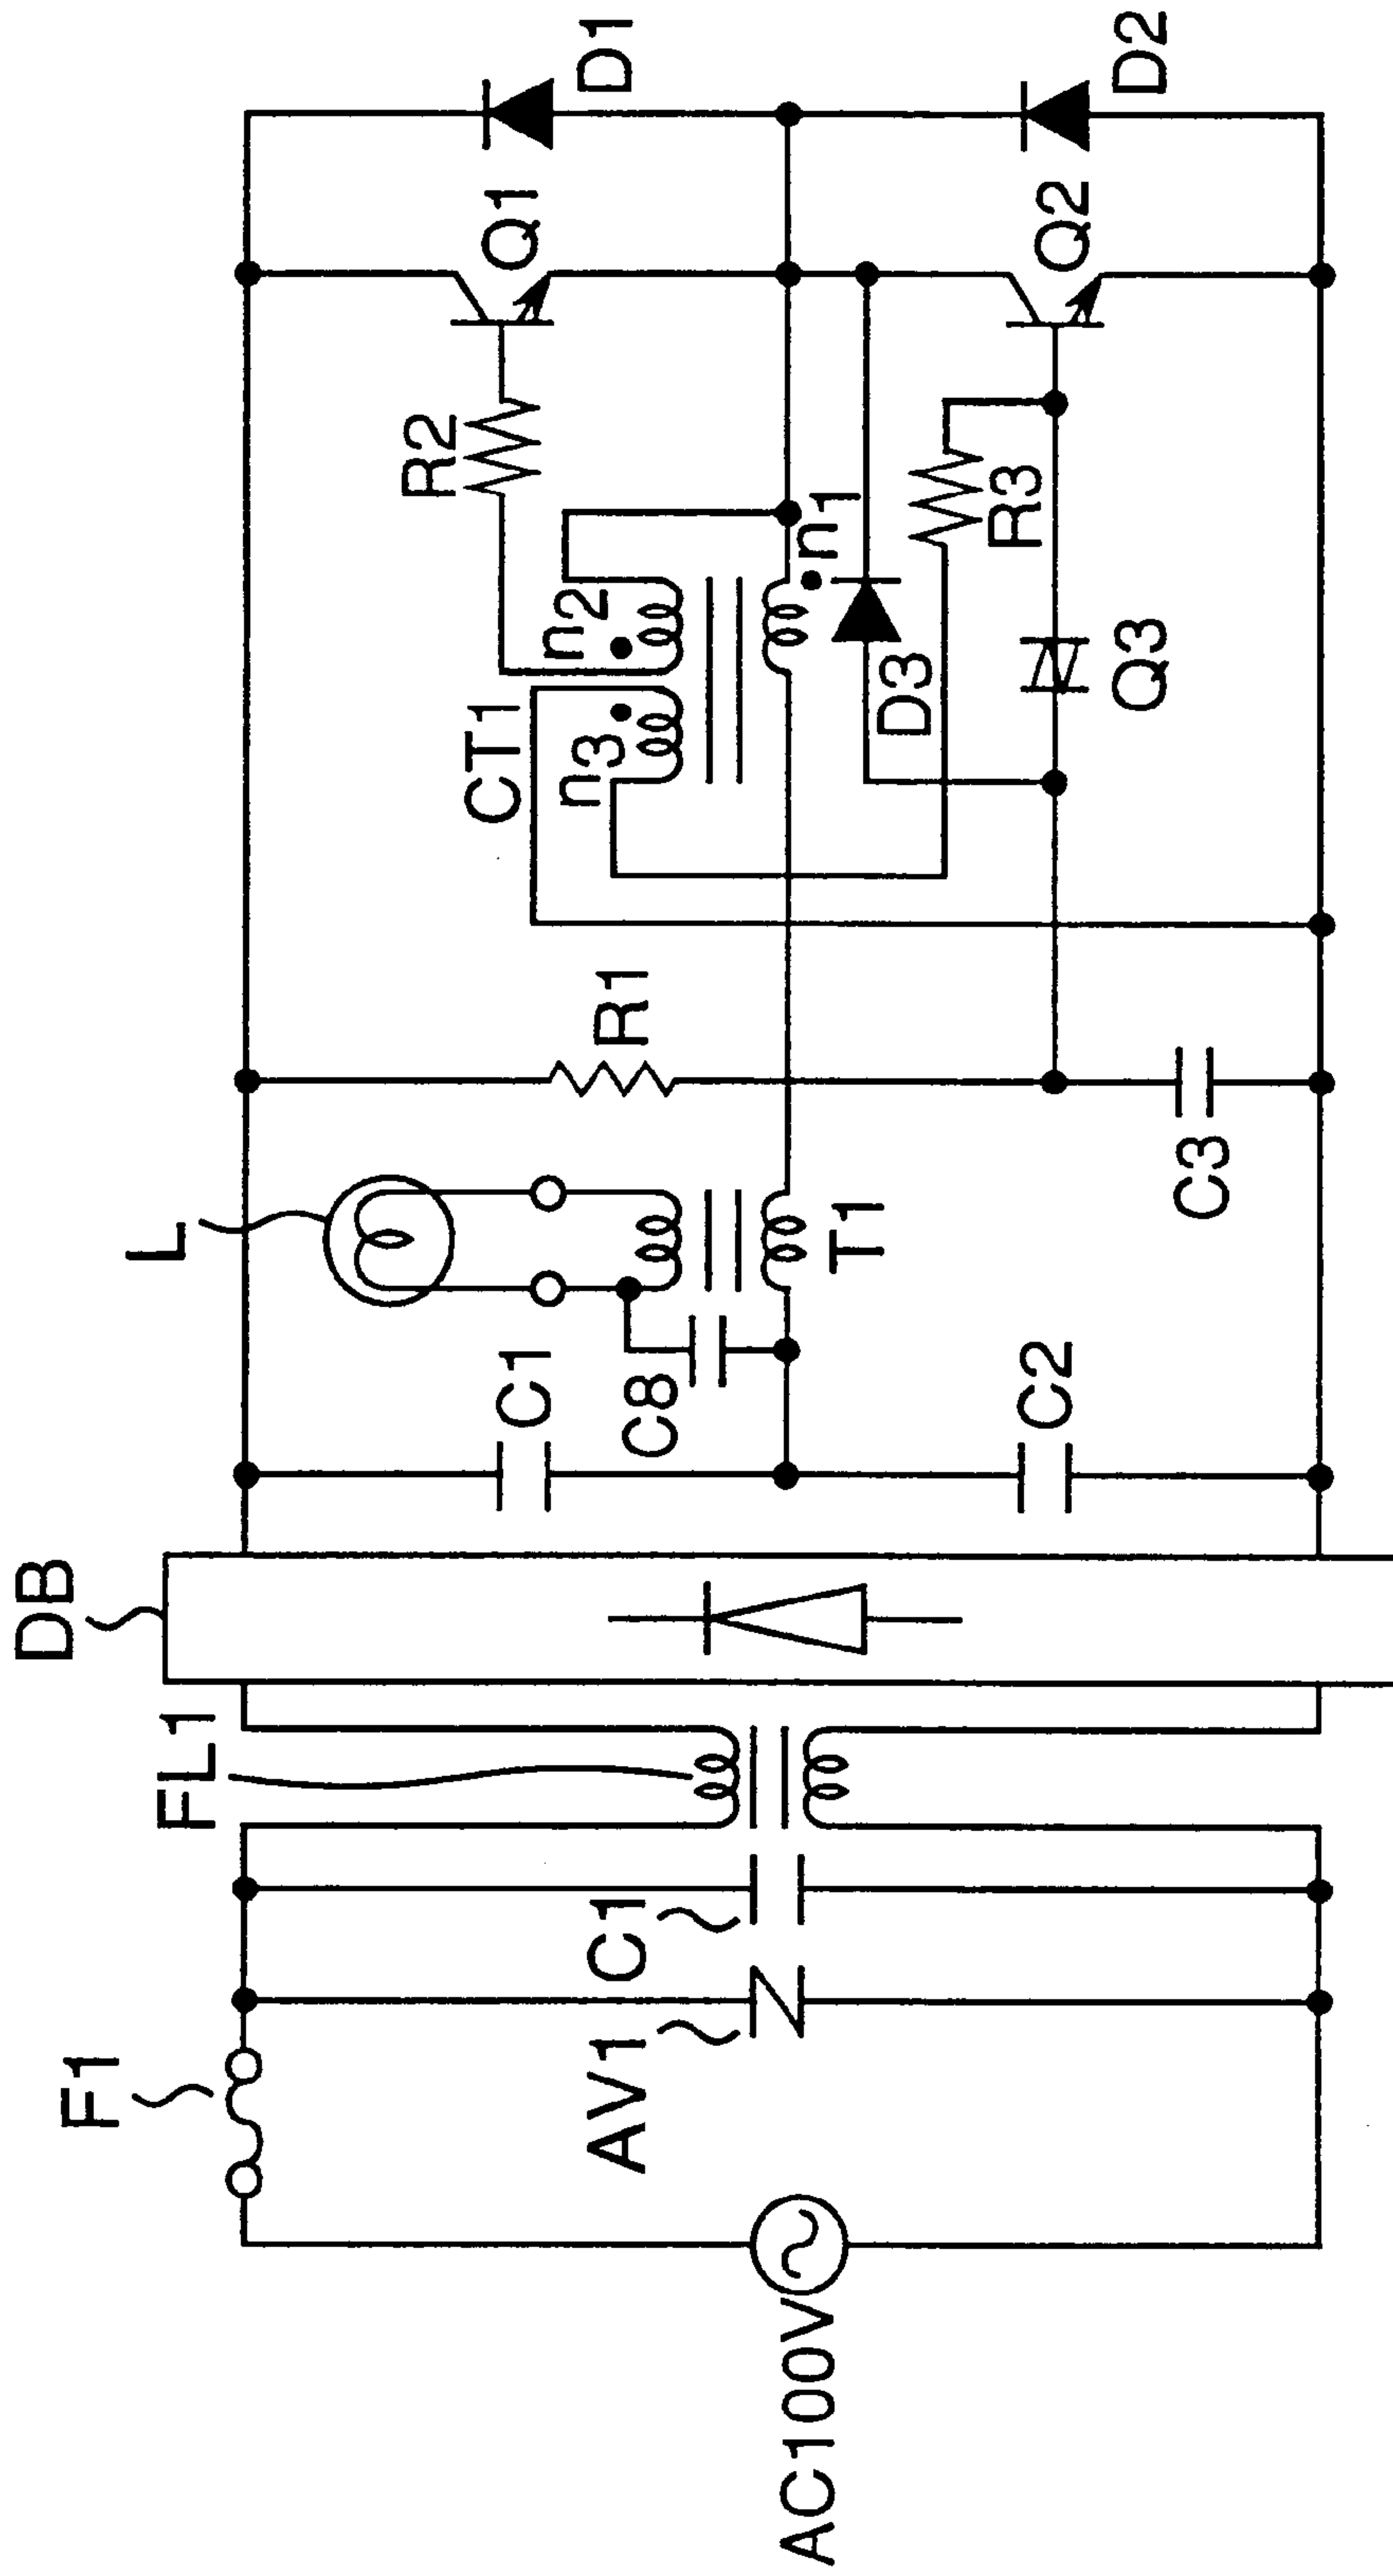 AC100V
F1
AV1
C1
FL1
DB
C1
C2
C8
L
T1
R1
C3
CT1
n3
n2
n1
D3
Q3
R3
R2
Q1
Q2
D1
D2